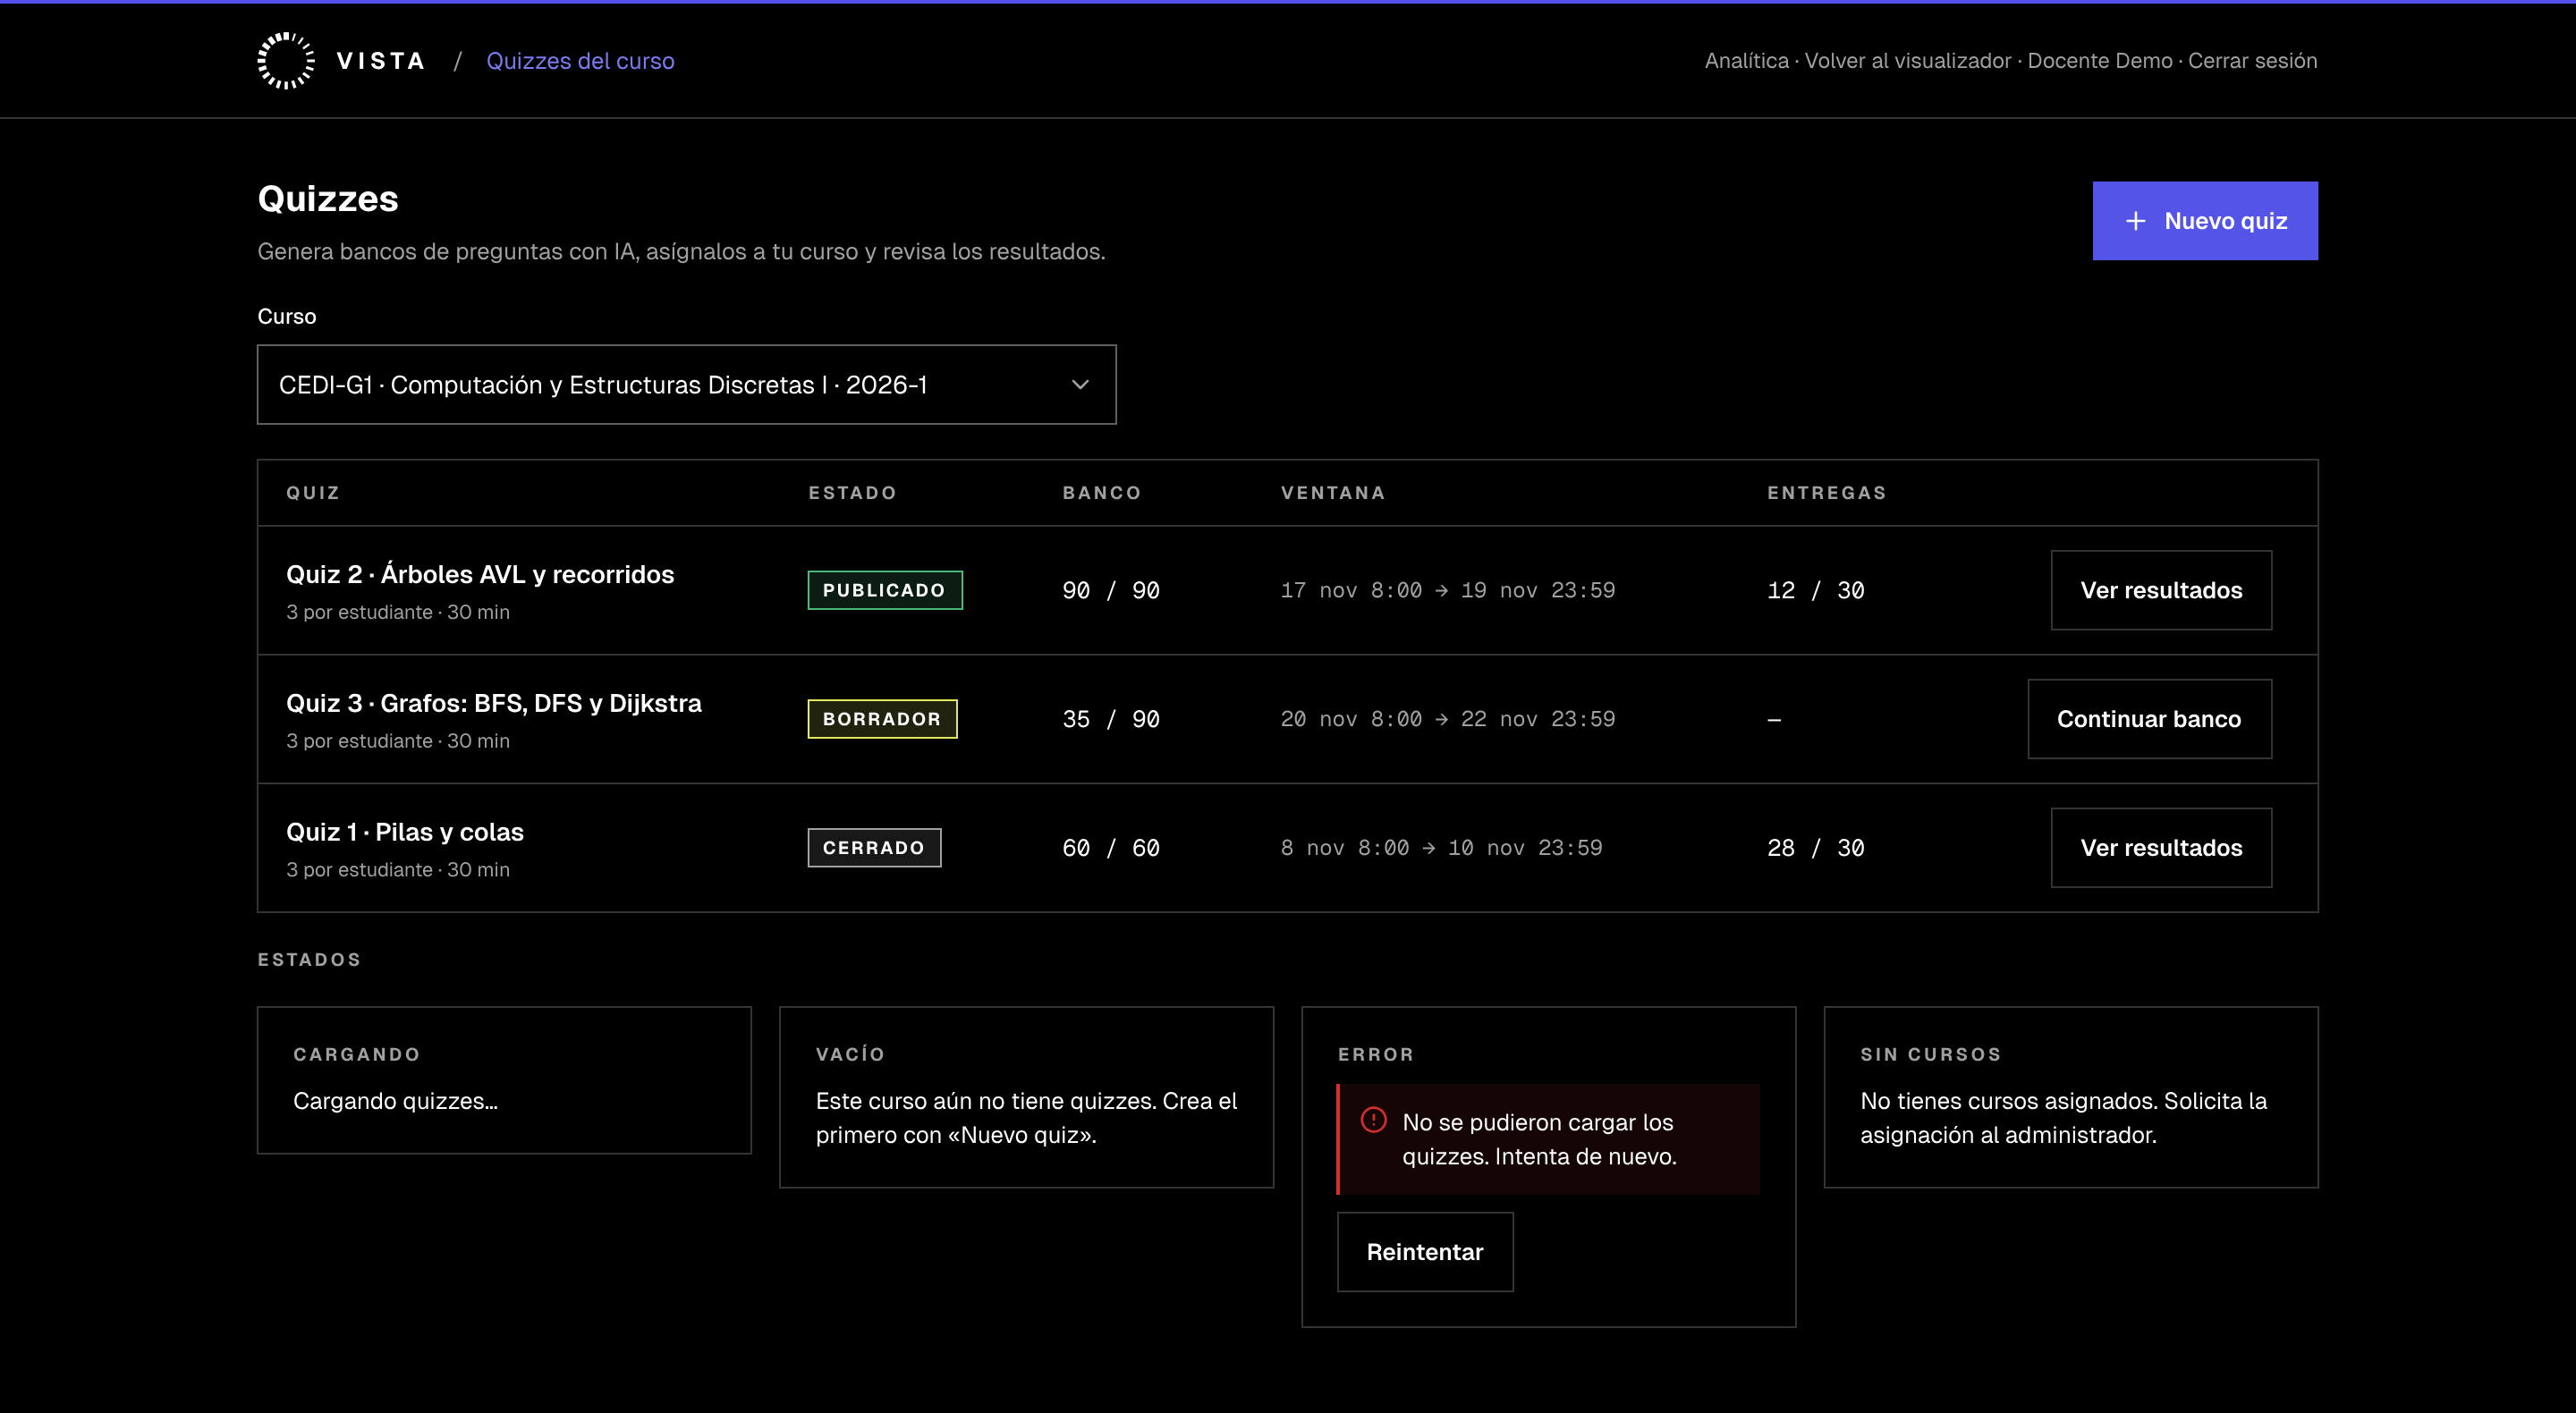 VISTA / Quizzes del curso
Analítica · Volver al visualizador · Docente Demo · Cerrar sesión
Quizzes
Genera bancos de preguntas con IA, asígnalos a tu curso y revisa los resultados.
+ Nuevo quiz
Curso
CEDI-G1 · Computación y Estructuras Discretas I · 2026-1
QUIZ ESTADO BANCO VENTANA ENTREGAS
Quiz 2 · Árboles AVL y recorridos
3 por estudiante · 30 min
PUBLICADO
90 / 90
17 nov 8:00 → 19 nov 23:59
12 / 30
Ver resultados
Quiz 3 · Grafos: BFS, DFS y Dijkstra
3 por estudiante · 30 min
BORRADOR
35 / 90
20 nov 8:00 → 22 nov 23:59
—
Continuar banco
Quiz 1 · Pilas y colas
3 por estudiante · 30 min
CERRADO
60 / 60
8 nov 8:00 → 10 nov 23:59
28 / 30
Ver resultados
ESTADOS
CARGANDO
Cargando quizzes…
VACÍO
Este curso aún no tiene quizzes. Crea el
primero con «Nuevo quiz».
ERROR
No se pudieron cargar los
quizzes. Intenta de nuevo.
Reintentar
SIN CURSOS
No tienes cursos asignados. Solicita la
asignación al administrador.